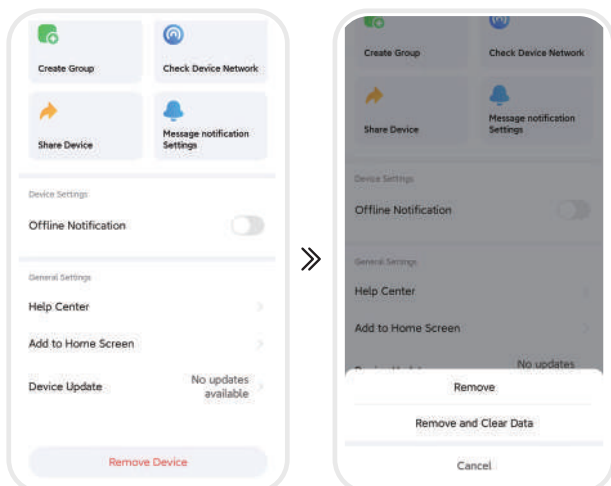 Create Group
Check Device Network
Share Device
Message notification
Settings
Device Settings
Offline Notification
General Settings
Help Center
Add to Home Screen
Device Update
No updates
available
Remove Device
Create Group
Check Device Network
Share Device
Message notification
Settings
Device Settings
Offline Notification
General Settings
Help Center
Add to Home Screen
No updates
Remove
Remove and Clear Data
Cancel